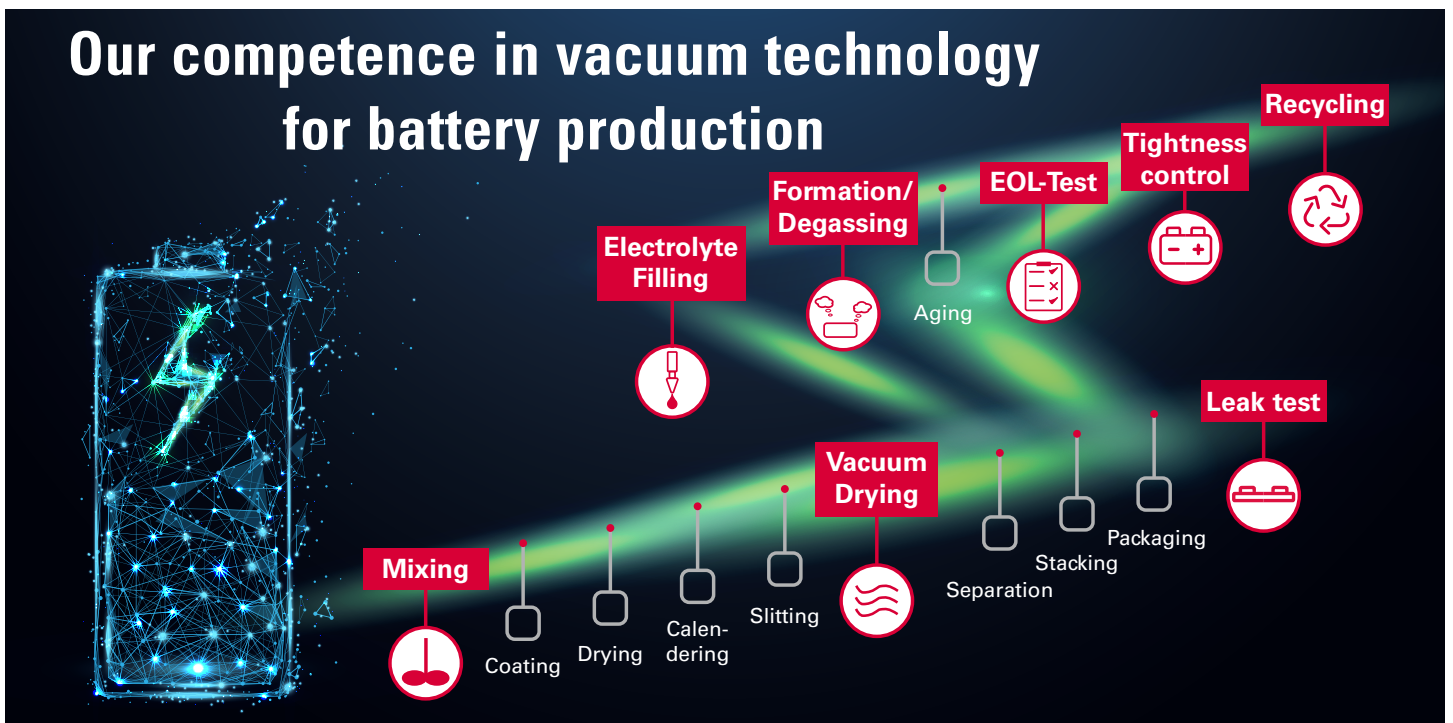 Our competence in vacuum technology
for battery production
Mixing
Coating
Drying
Calen-
dering
Slitting
Vacuum
Drying
Separation
Stacking
Packaging
Leak test
Electrolyte
Filling
Formation/
Degassing
Aging
EOL-Test
Tightness
control
Recycling